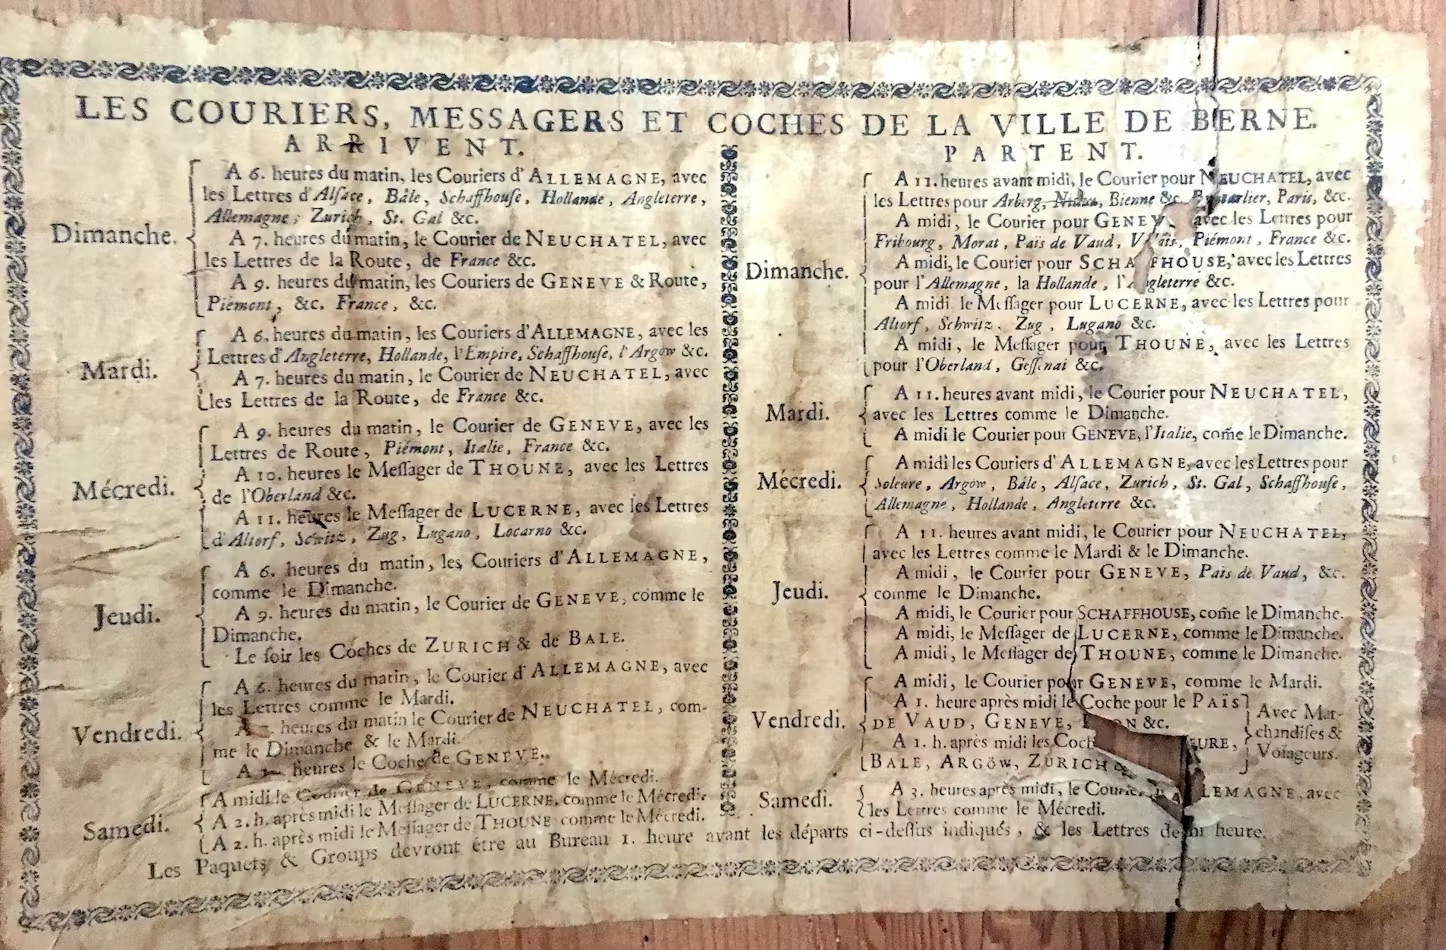 LES COURIERS, MESSAGERS ET COCHES DE LA VILLE DE BERNE.
ARRIVENT.
Dimanche.
A 6. heures du matin, les Couriers d'ALLEMAGNE, avec
les Lettres d'Alsace, Bâle, Schaffhouse, Hollande, Angleterre,
Allemagne, Zurich, St. Gal &c.
A 7. heures du matin, le Courier de NEUCHATEL, avec
les Lettres de la Route, de France &c.
A 9. heures du matin, les Couriers de GENEVE & Route,
Piémont, &c. France, &c.
Mardi.
A 6. heures du matin, les Couriers d'ALLEMAGNE, avec les
Lettres d'Angleterre, Hollande, l'Empire, Schaffhouse, l'Argow &c.
A 7. heures du matin, le Courier de NEUCHATEL, avec
les Lettres de la Route, de France &c.
Mécredi.
A 9. heures du matin, le Courier de GENEVE, avec les
Lettres de Route, Piémont, Italie, France &c.
A 10. heures le Messager de THOUNE, avec les Lettres
de l'Oberland &c.
A 11. heures le Messager de LUCERNE, avec les Lettres
d'Altorf, Schwitz, Zug, Lugano, Locarno &c.
Jeudi.
A 6. heures du matin, les Couriers d'ALLEMAGNE,
comme le Dimanche.
A 9. heures du matin, le Courier de GENEVE, comme le
Dimanche.
Le soir les Coches de ZURICH & de BALE.
Vendredi.
A 6. heures du matin, le Courier d'ALLEMAGNE, avec
les Lettres comme le Mardi.
A heures du matin le Courier de NEUCHATEL, com-
me le Dimanche & le Mardi.
A heures le Coche de GENEVE.
Samedi.
A midi le Courier de GENEVE, comme le Mécredi.
A 2. h. après midi le Messager de LUCERNE, comme le Mécredi.
A 2. h. après midi le Messager de THOUNE comme le Mécredi.
PARTENT.
Dimanche.
A 11. heures avant midi, le Courier pour NEUCHATEL, avec
les Lettres pour Arberg, Bienne &c. Paris, &c.
A midi, le Courier pour GENEV avec les Lettres pour
Fribourg, Morat, Païs de Vaud, Piémont, France &c.
A midi, le Courier pour SCHAFFHOUSE, avec les Lettres
pour l'Allemagne, la Hollande, l'Angleterre &c.
A midi le Messager pour LUCERNE, avec les Lettres pour
Altorf, Schwitz, Zug, Lugano &c.
A midi, le Messager pour THOUNE, avec les Lettres
pour l'Oberland, Gessenai &c.
Mardi.
A 11. heures avant midi, le Courier pour NEUCHATEL,
avec les Lettres comme le Dimanche.
A midi le Courier pour GENEVE, l'Italie, com̃e le Dimanche.
Mécredi.
A midi les Couriers d'ALLEMAGNE, avec les Lettres pour
Soleure, Argow, Bâle, Alsace, Zurich, St. Gal, Schaffhouse,
Allemagne, Hollande, Angleterre &c.
Jeudi.
A 11. heures avant midi, le Courier pour NEUCHATEL,
avec les Lettres comme le Mardi & le Dimanche.
A midi, le Courier pour GENEVE, Païs de Vaud, &c.
comme le Dimanche.
A midi, le Courier pour SCHAFFHOUSE, com̃e le Dimanche.
A midi, le Messager de LUCERNE, comme le Dimanche.
A midi, le Messager de THOUNE, comme le Dimanche.
Vendredi.
A midi, le Courier pour GENEVE, comme le Mardi.
A 1. heure après midi le Coche pour le PAïS
DE VAUD, GENEVE, &c.
A 1. h. après midi les Coch EURE,
BALE, ARGöW, ZURICH &
Avec Mar-
chandises &
Voïageurs.
Samedi.
A 3. heures après midi, le Courier LEMAGNE, avec
les Lettres comme le Mécredi.
Les Paquets & Groups devront être au Bureau 1. heure avant les départs ci-dessus indiqués, & les Lettres demi heure.